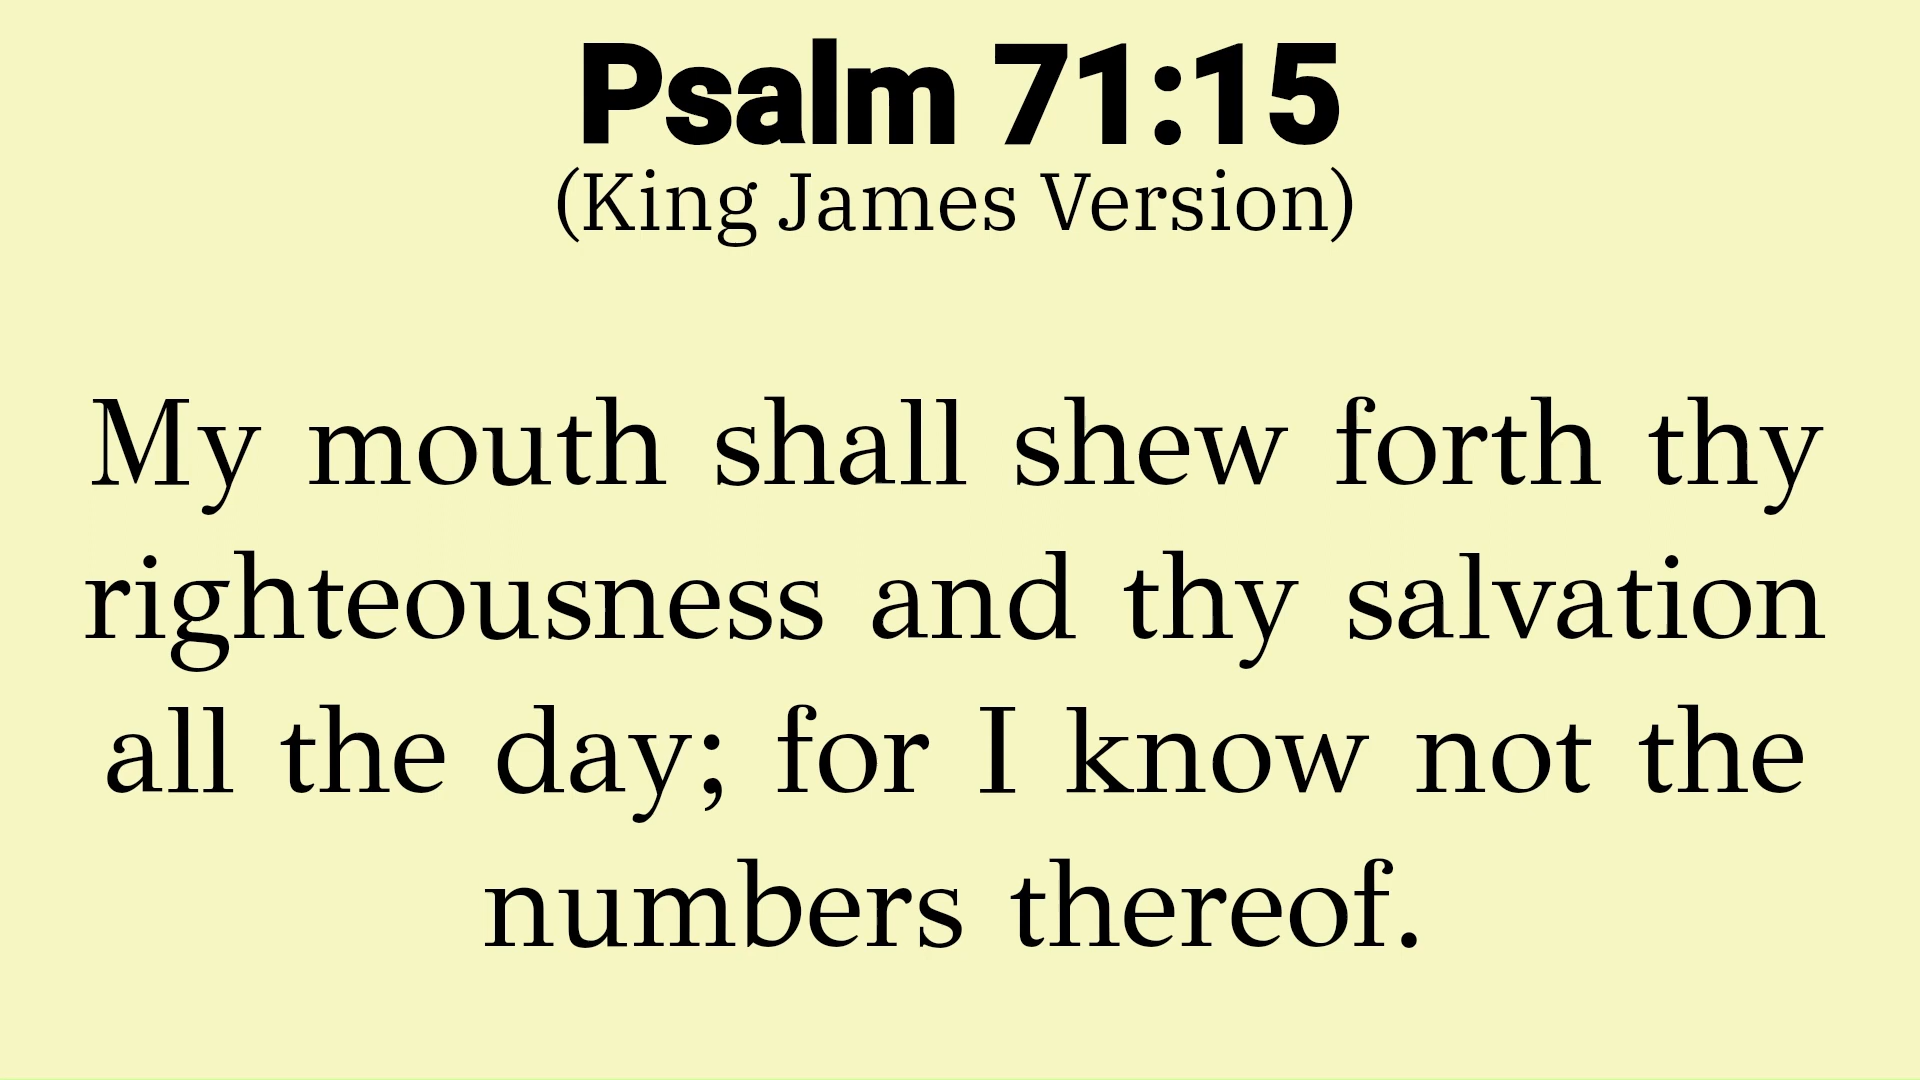 Psalm 71:15
(King James Version)
My mouth shall shew forth thy
righteousness and thy salvation
all the day; for I know not the
numbers thereof.